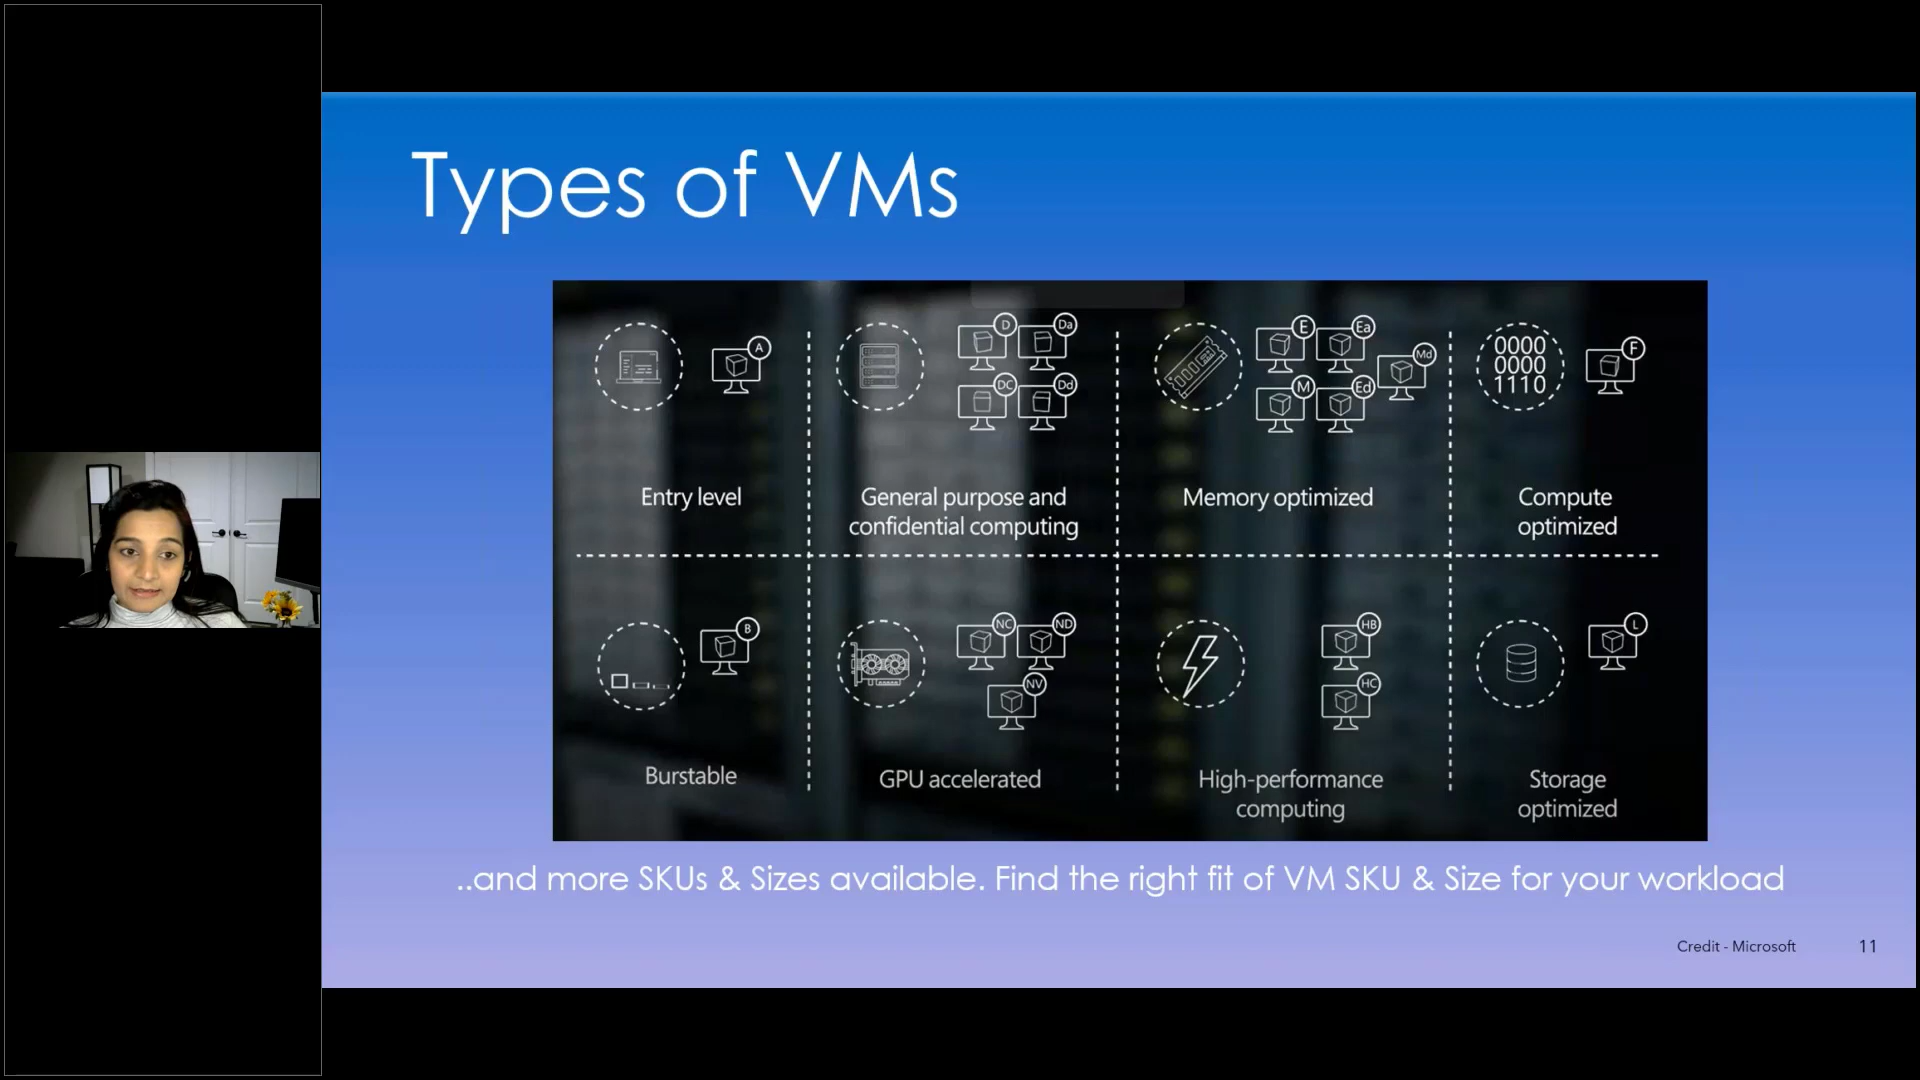 Types of VMs
A
D
Da
DC
Dd
E
Ea
Md
M
Ed
0000
0000
1110
F
Entry level
General purpose and
confidential computing
Memory optimized
Compute
optimized
B
NC
ND
NV
HB
HC
L
Burstable
GPU accelerated
High-performance
computing
Storage
optimized
..and more SKUs & Sizes available. Find the right fit of VM SKU & Size for your workload
Credit - Microsoft
11